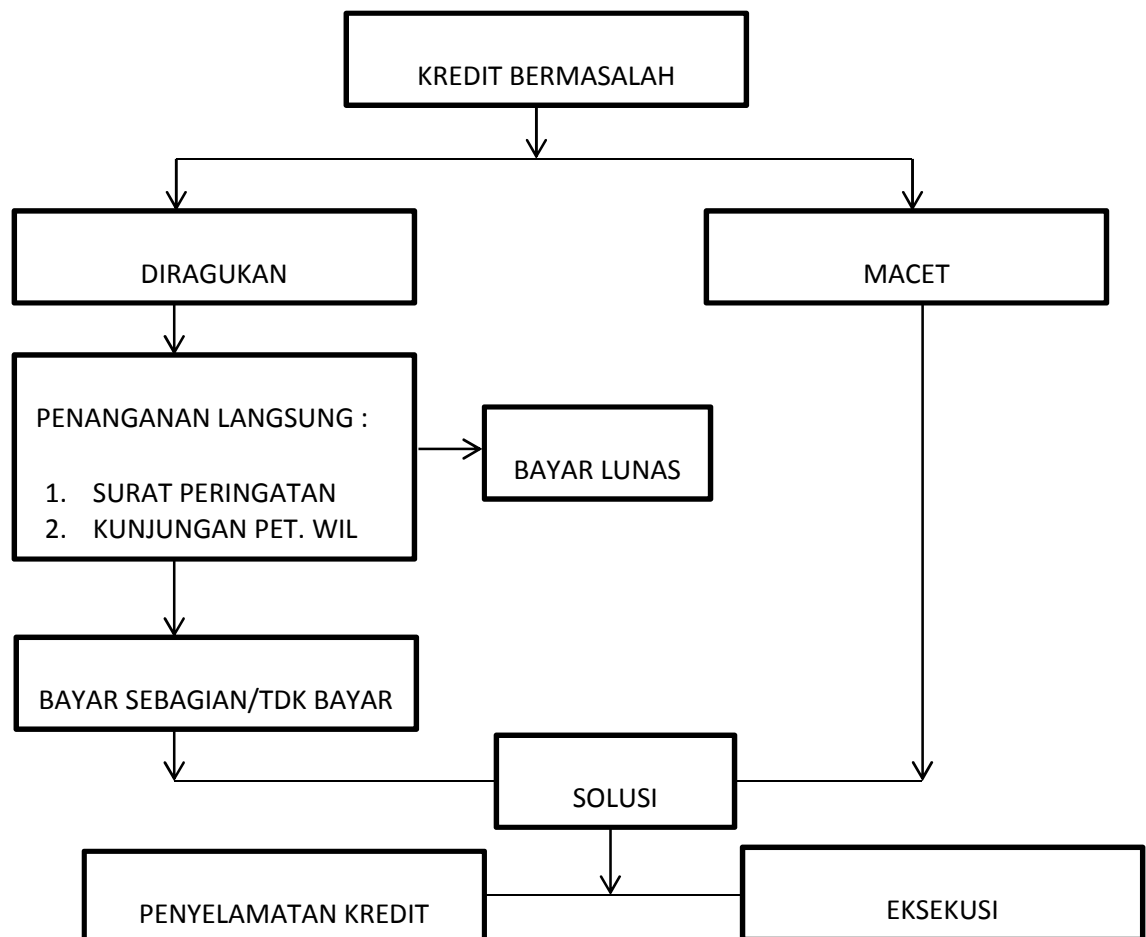 KREDIT BERMASALAH
DIRAGUKAN
MACET
PENANGANAN LANGSUNG :
1. SURAT PERINGATAN
2. KUNJUNGAN PET. WIL
BAYAR LUNAS
BAYAR SEBAGIAN/TDK BAYAR
SOLUSI
PENYELAMATAN KREDIT
EKSEKUSI